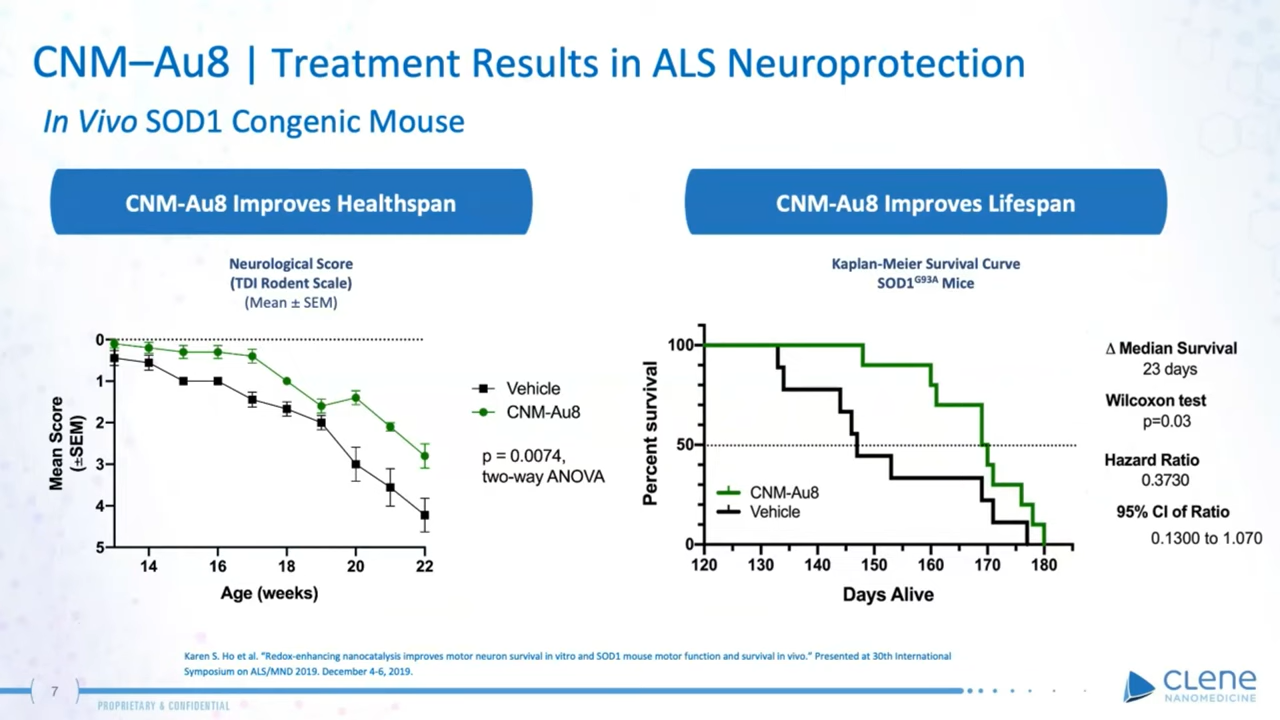 CNM–Au8 | Treatment Results in ALS Neuroprotection
In Vivo SOD1 Congenic Mouse
CNM-Au8 Improves Healthspan
Neurological Score
(TDI Rodent Scale)
(Mean ± SEM)
0
1
2
3
4
5
Mean Score
(±SEM)
14 16 18 20 22
Age (weeks)
Vehicle
CNM-Au8
p = 0.0074,
two-way ANOVA
CNM-Au8 Improves Lifespan
Kaplan-Meier Survival Curve
SOD1G93A Mice
100
50
0
Percent survival
CNM-Au8
Vehicle
120 130 140 150 160 170 180
Days Alive
Δ Median Survival
23 days
Wilcoxon test
p=0.03
Hazard Ratio
0.3730
95% CI of Ratio
0.1300 to 1.070
Karen S. Ho et al. “Redox-enhancing nanocatalysis improves motor neuron survival in vitro and SOD1 mouse motor function and survival in vivo.” Presented at 30th International
Symposium on ALS/MND 2019. December 4-6, 2019.
7
PROPRIETARY & CONFIDENTIAL
CLENE
NANOMEDICINE